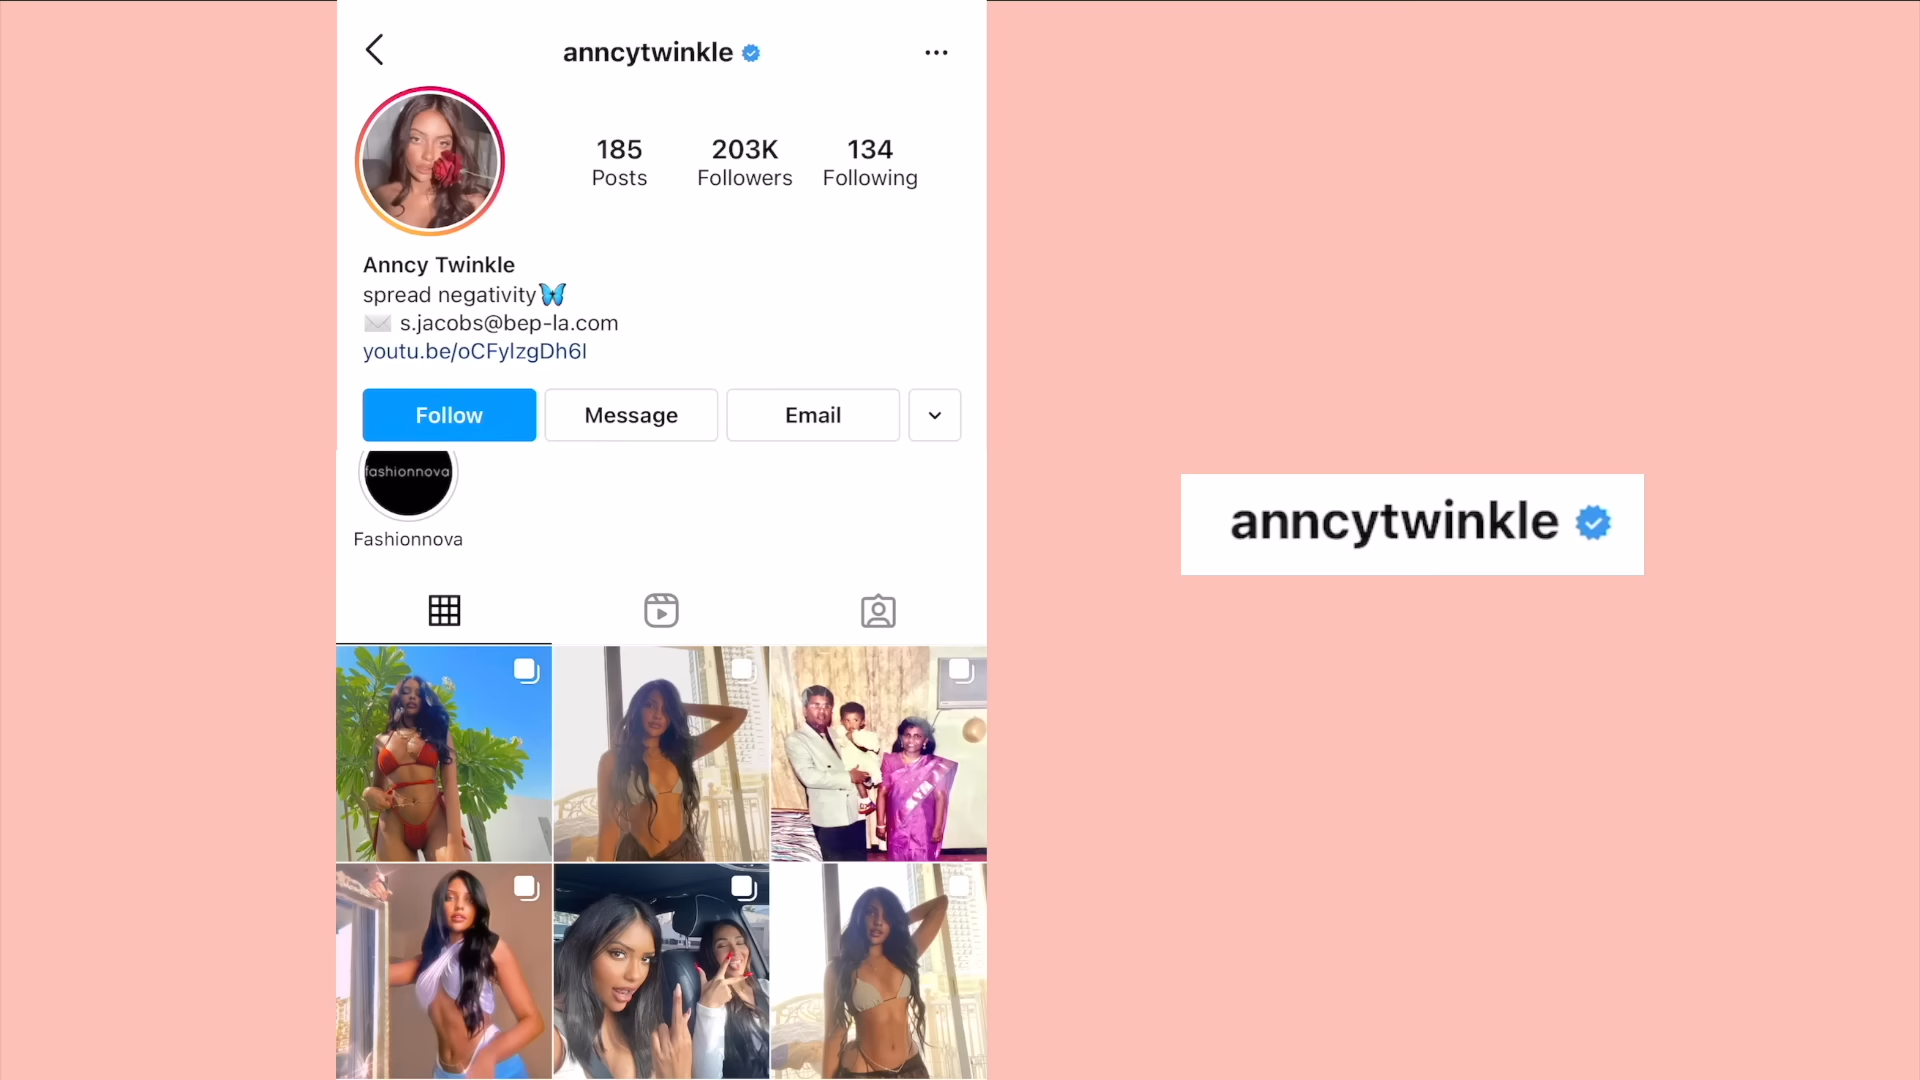 anncytwinkle
185 203K 134
Posts Followers Following
Anncy Twinkle
spread negativity🦋
✉️ s.jacobs@bep-la.com
youtu.be/oCFyIzgDh6I
Follow Message Email
fashionnova
Fashionnova
anncytwinkle